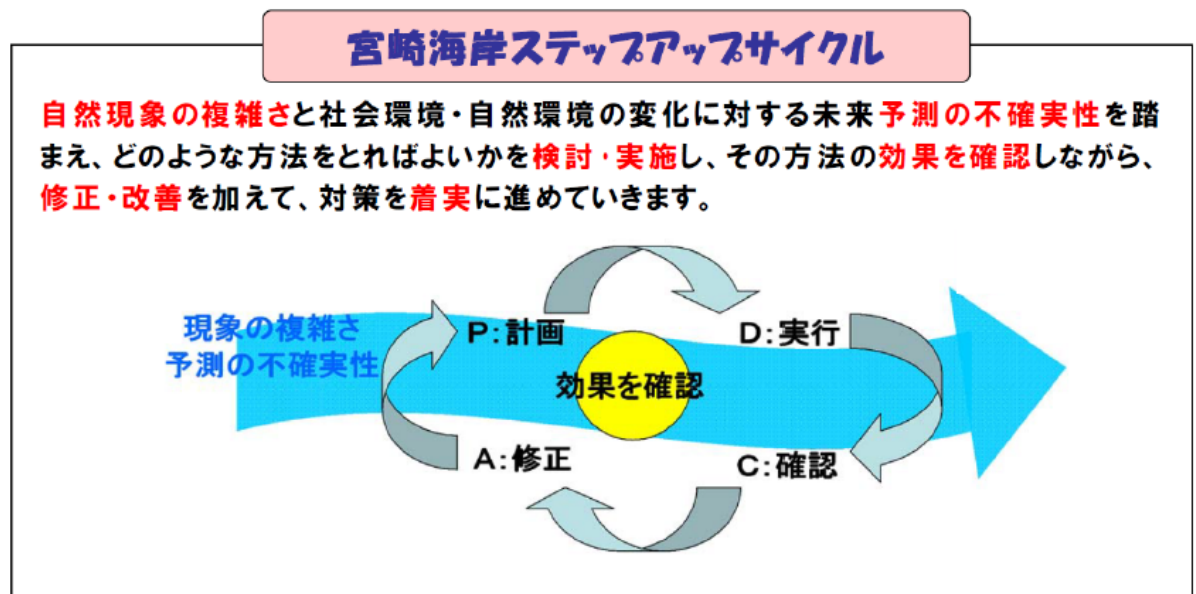 宮崎海岸ステップアップサイクル
自然現象の複雑さと社会環境・自然環境の変化に対する未来予測の不確実性を踏
まえ、どのような方法をとればよいかを検討・実施し、その方法の効果を確認しながら、
修正・改善を加えて、対策を着実に進めていきます。
現象の複雑さ
予測の不確実性
P:計画
D:実行
効果を確認
A:修正
C:確認